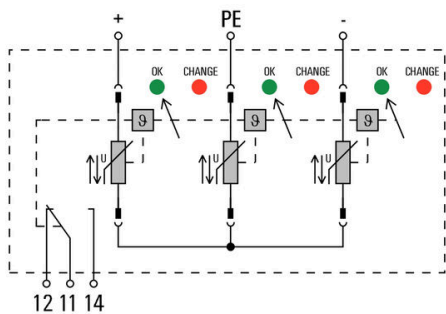 + PE -
OK CHANGE OK CHANGE OK CHANGE
ϑ ϑ ϑ
U U U
12 11 14